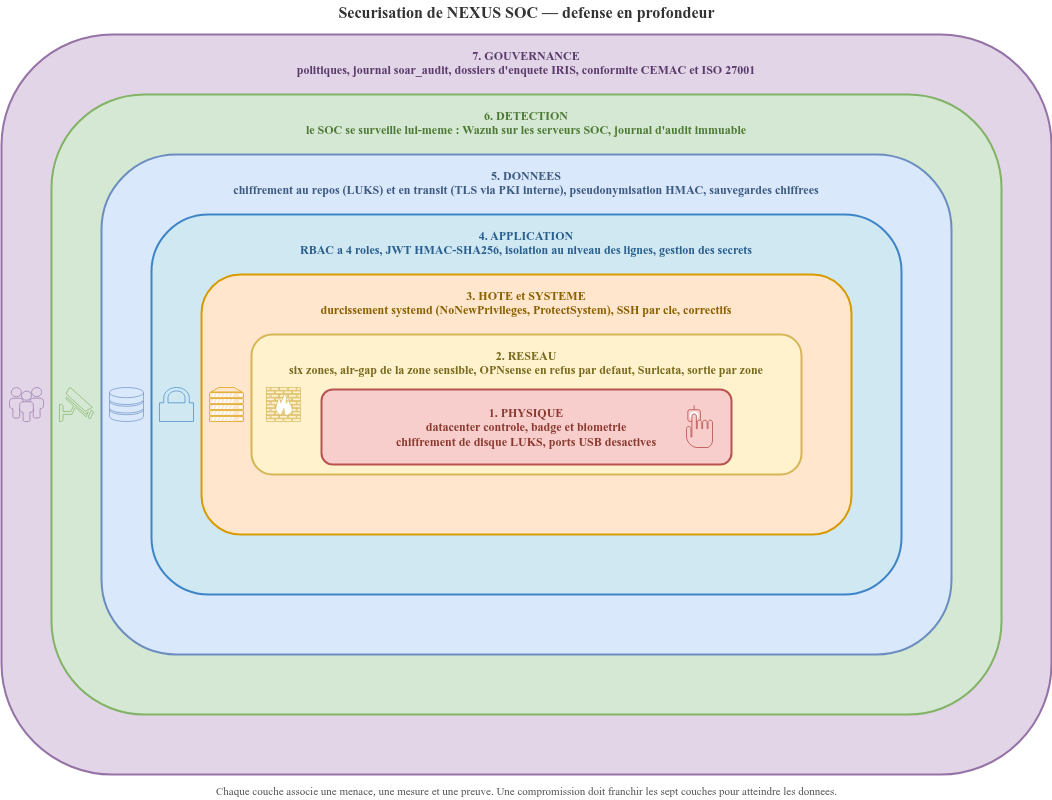 Securisation de NEXUS SOC — defense en profondeur
7. GOUVERNANCE
politiques, journal soar_audit, dossiers d'enquete IRIS, conformite CEMAC et ISO 27001
6. DETECTION
le SOC se surveille lui-meme : Wazuh sur les serveurs SOC, journal d'audit immuable
5. DONNEES
chiffrement au repos (LUKS) et en transit (TLS via PKI interne), pseudonymisation HMAC, sauvegardes chiffrees
4. APPLICATION
RBAC a 4 roles, JWT HMAC-SHA256, isolation au niveau des lignes, gestion des secrets
3. HOTE et SYSTEME
durcissement systemd (NoNewPrivileges, ProtectSystem), SSH par cle, correctifs
2. RESEAU
six zones, air-gap de la zone sensible, OPNsense en refus par defaut, Suricata, sortie par zone
1. PHYSIQUE
datacenter controle, badge et biometrie
chiffrement de disque LUKS, ports USB desactives
Chaque couche associe une menace, une mesure et une preuve. Une compromission doit franchir les sept couches pour atteindre les donnees.